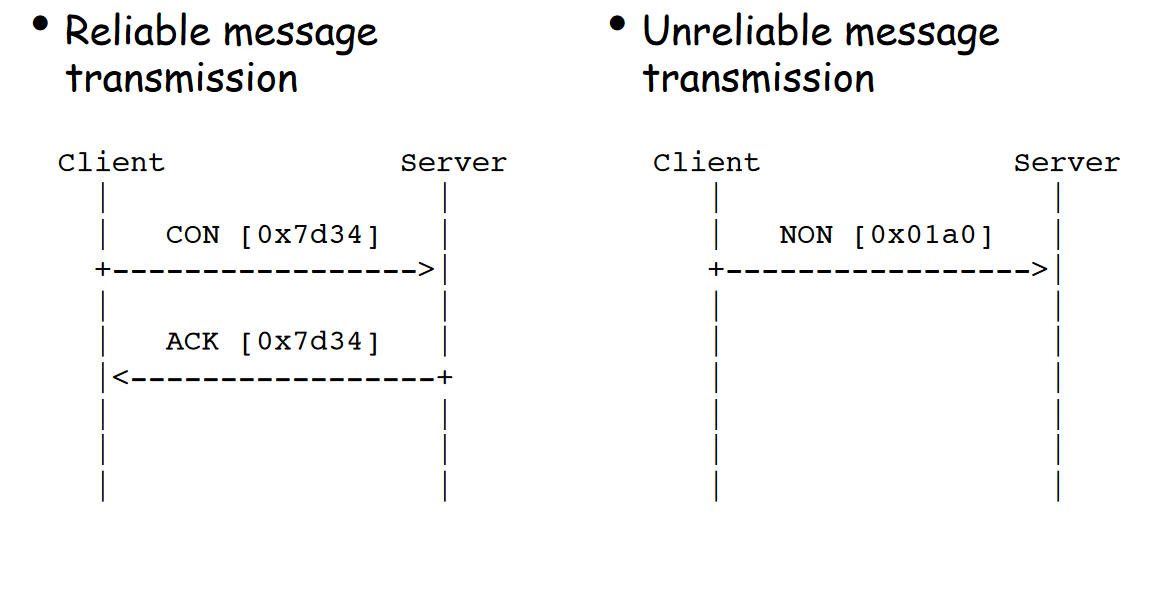 • Reliable message
transmission
Client Server
CON [0x7d34]
+----------------->
ACK [0x7d34]
<-----------------+
• Unreliable message
transmission
Client Server
NON [0x01a0]
+----------------->